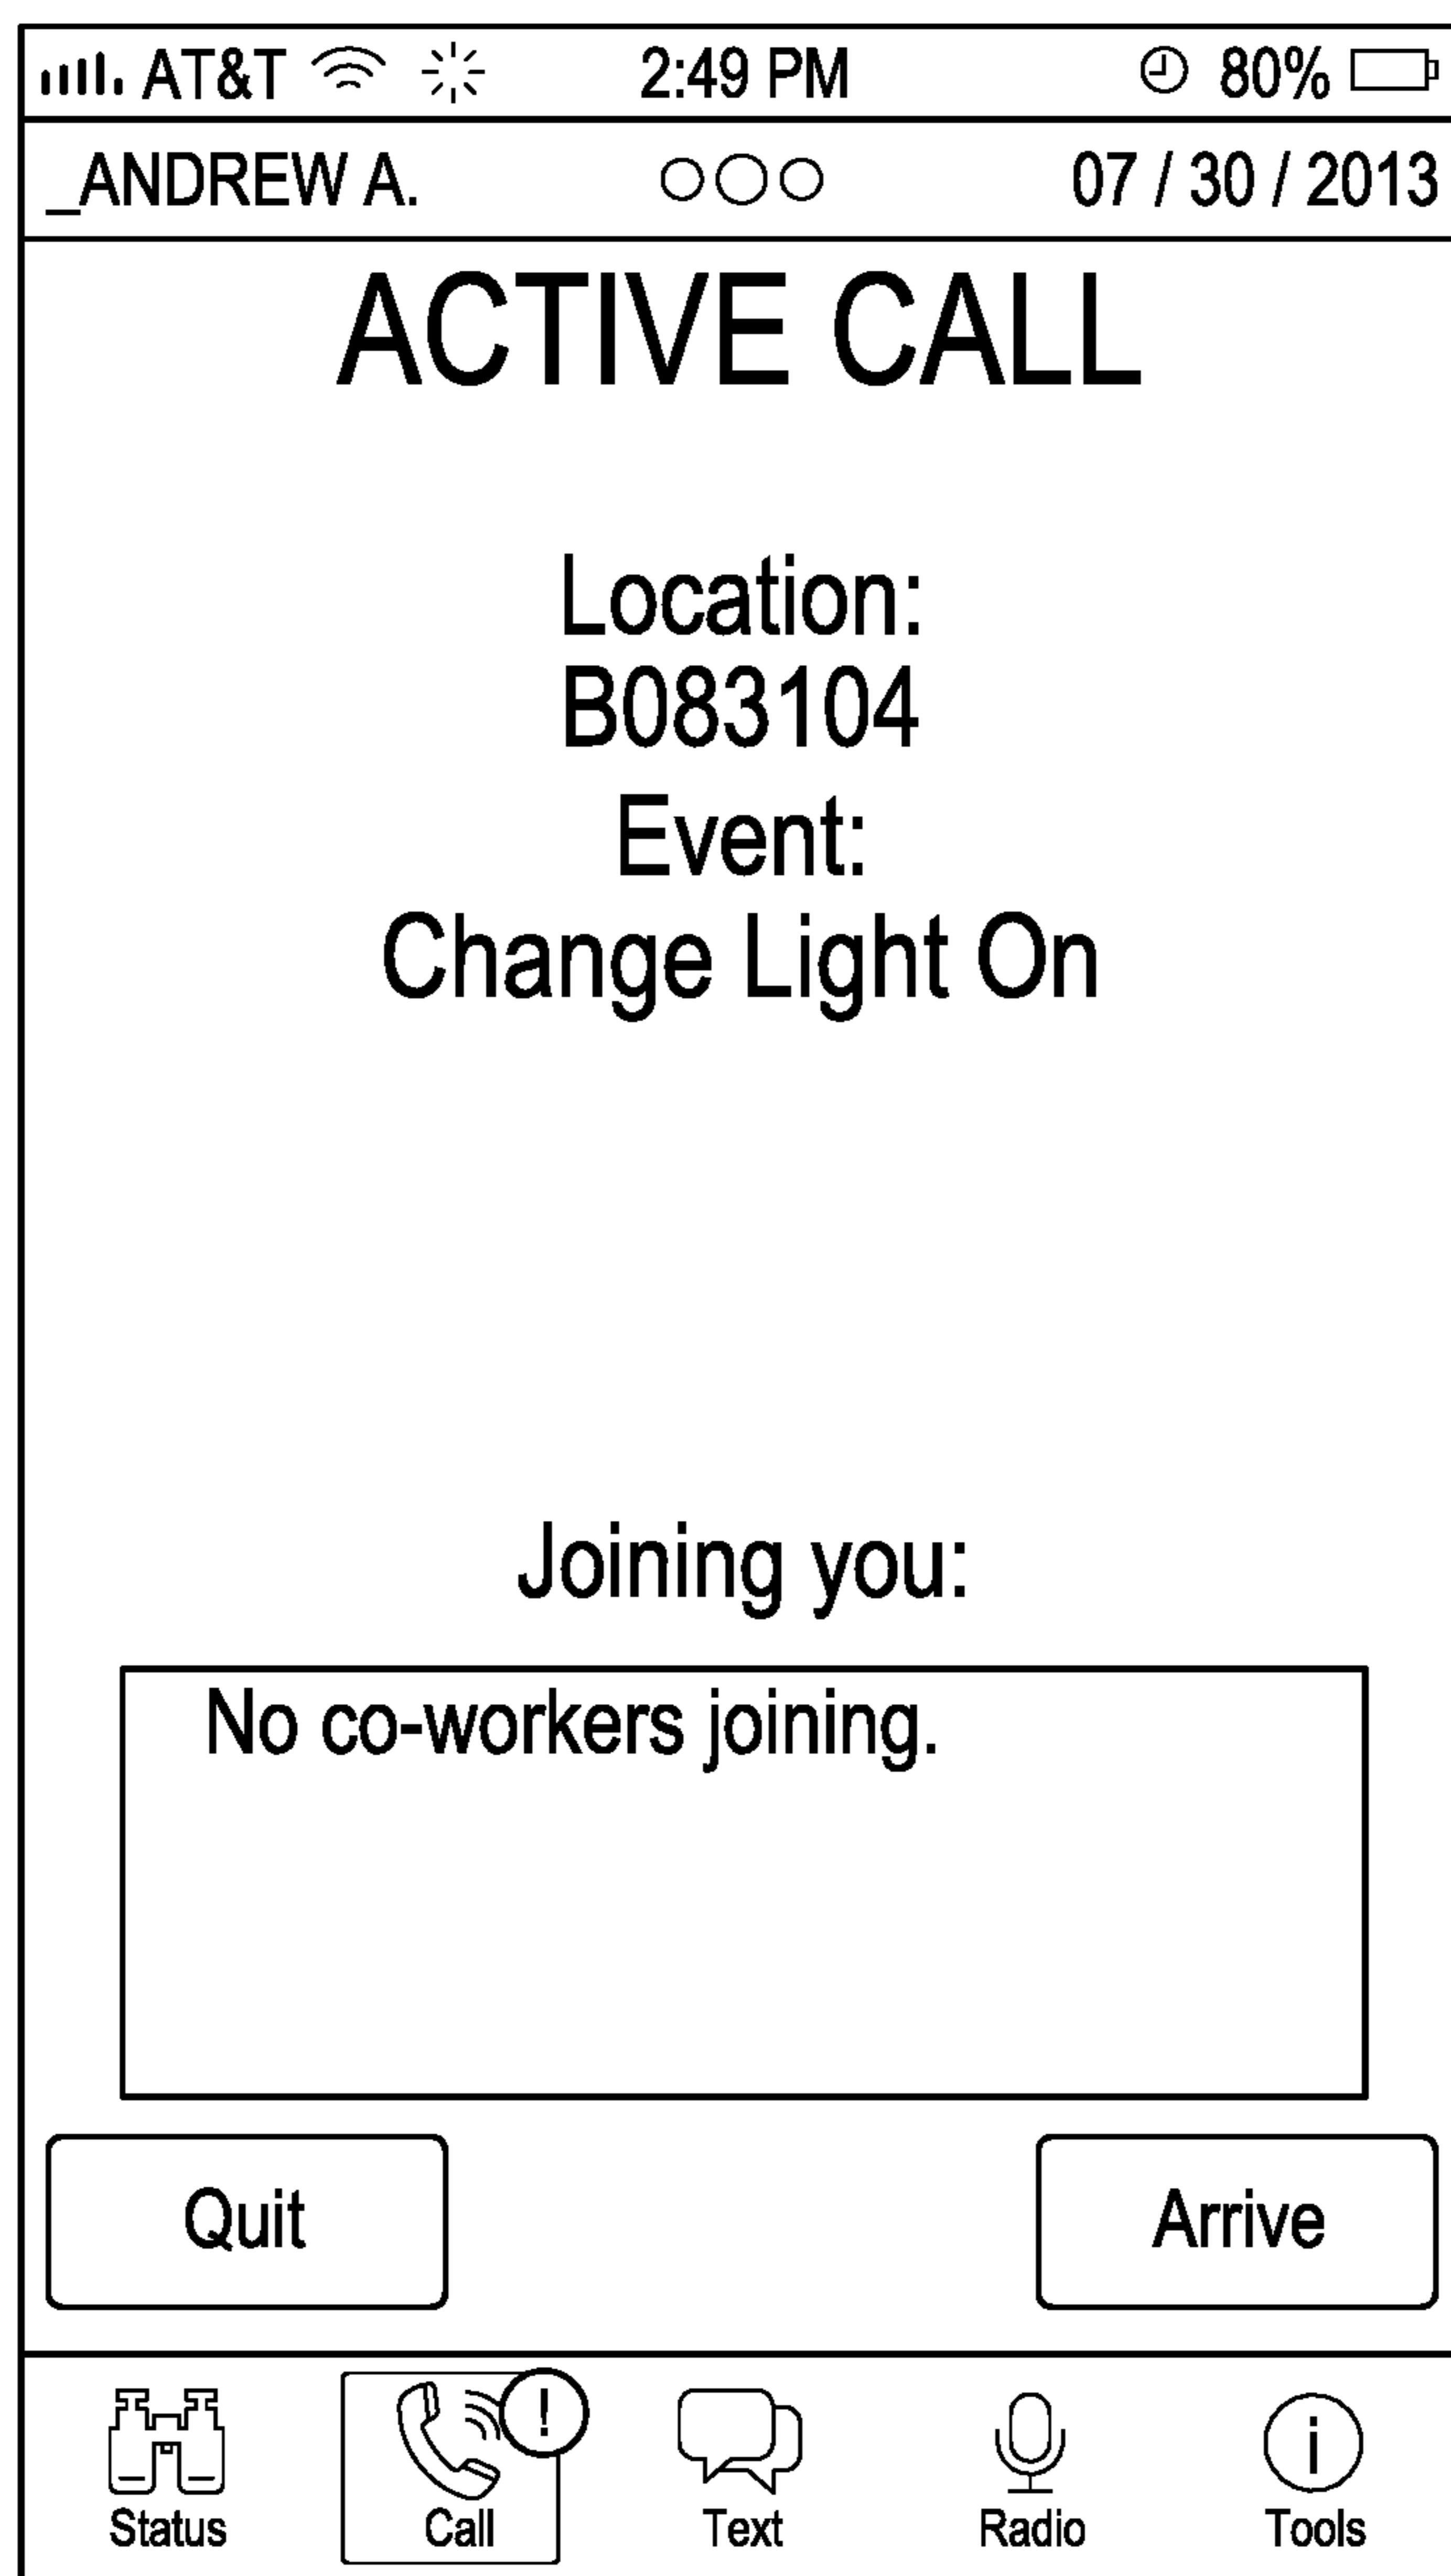 AT&T 2:49 PM 80%
_ANDREW A. 07 / 30 / 2013
ACTIVE CALL
Location:
B083104
Event:
Change Light On
Joining you:
No co-workers joining.
Quit Arrive
!
i
Status Call Text Radio Tools